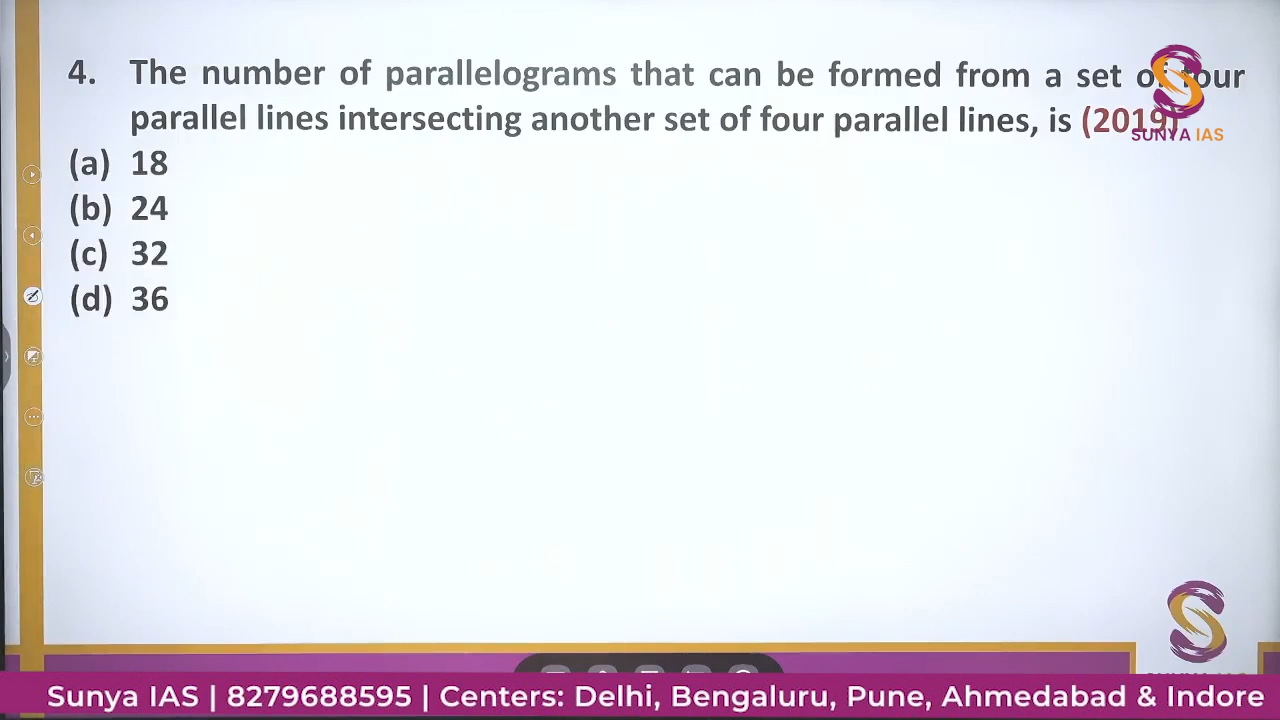 4. The number of parallelograms that can be formed from a set of four
parallel lines intersecting another set of four parallel lines, is (2019)
(a) 18
(b) 24
(c) 32
(d) 36
SUNYA IAS
Sunya IAS | 8279688595 | Centers: Delhi, Bengaluru, Pune, Ahmedabad & Indore